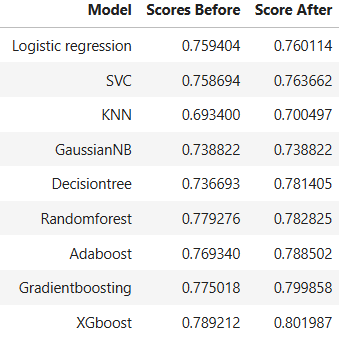 Model Scores Before Score After
Logistic regression 0.759404 0.760114
SVC 0.758694 0.763662
KNN 0.693400 0.700497
GaussianNB 0.738822 0.738822
Decisiontree 0.736693 0.781405
Randomforest 0.779276 0.782825
Adaboost 0.769340 0.788502
Gradientboosting 0.775018 0.799858
XGboost 0.789212 0.801987